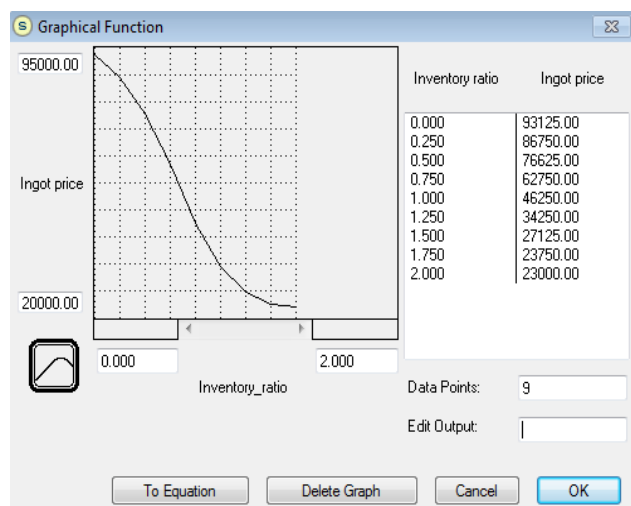 S Graphical Function
95000.00
Ingot price
20000.00
0.000 2.000
Inventory_ratio
Inventory ratio Ingot price
0.000 93125.00
0.250 86750.00
0.500 76625.00
0.750 62750.00
1.000 46250.00
1.250 34250.00
1.500 27125.00
1.750 23750.00
2.000 23000.00
Data Points: 9
Edit Output:
To Equation Delete Graph Cancel OK